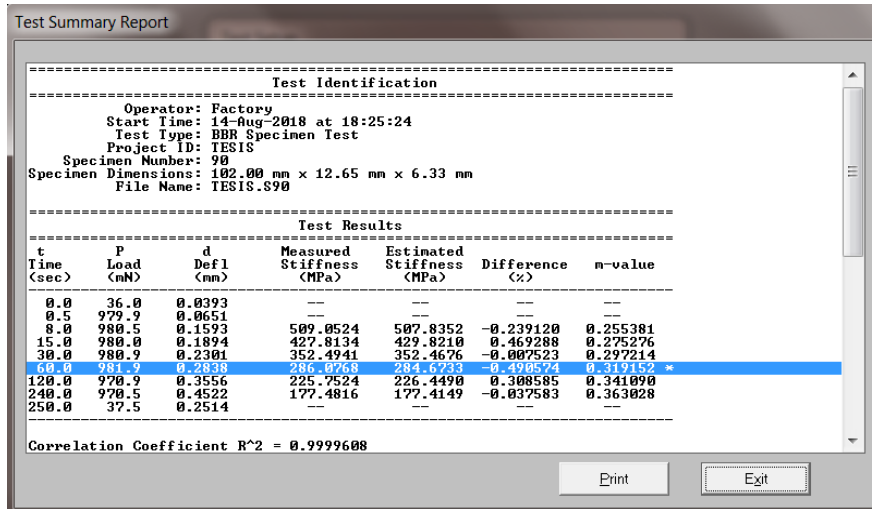 Test Summary Report
================================================================================
Test Identification
================================================================================
Operator: Factory
Start Time: 14-Aug-2018 at 18:25:24
Test Type: BBR Specimen Test
Project ID: TESIS
Specimen Number: 90
Specimen Dimensions: 102.00 mm x 12.65 mm x 6.33 mm
File Name: TESIS.S90
================================================================================
Test Results
================================================================================
t P d Measured Estimated
Time Load Defl Stiffness Stiffness Difference m-value
(sec) (mN) (mm) (MPa) (MPa) (%)
--------------------------------------------------------------------------------
0.0 36.0 0.0393 -- -- -- --
0.5 979.9 0.0651 -- -- -- --
8.0 980.5 0.1593 509.0524 507.8352 -0.239120 0.255381
15.0 980.0 0.1894 427.8134 429.8210 0.469288 0.275276
30.0 980.9 0.2301 352.4941 352.4676 -0.007523 0.297214
60.0 981.9 0.2838 286.0768 284.6733 -0.490574 0.319152 *
120.0 970.9 0.3556 225.7524 226.4490 0.308585 0.341090
240.0 970.5 0.4522 177.4816 177.4149 -0.037583 0.363028
250.0 37.5 0.2514 -- -- -- --
--------------------------------------------------------------------------------
Correlation Coefficient R^2 = 0.9999608
Print Exit